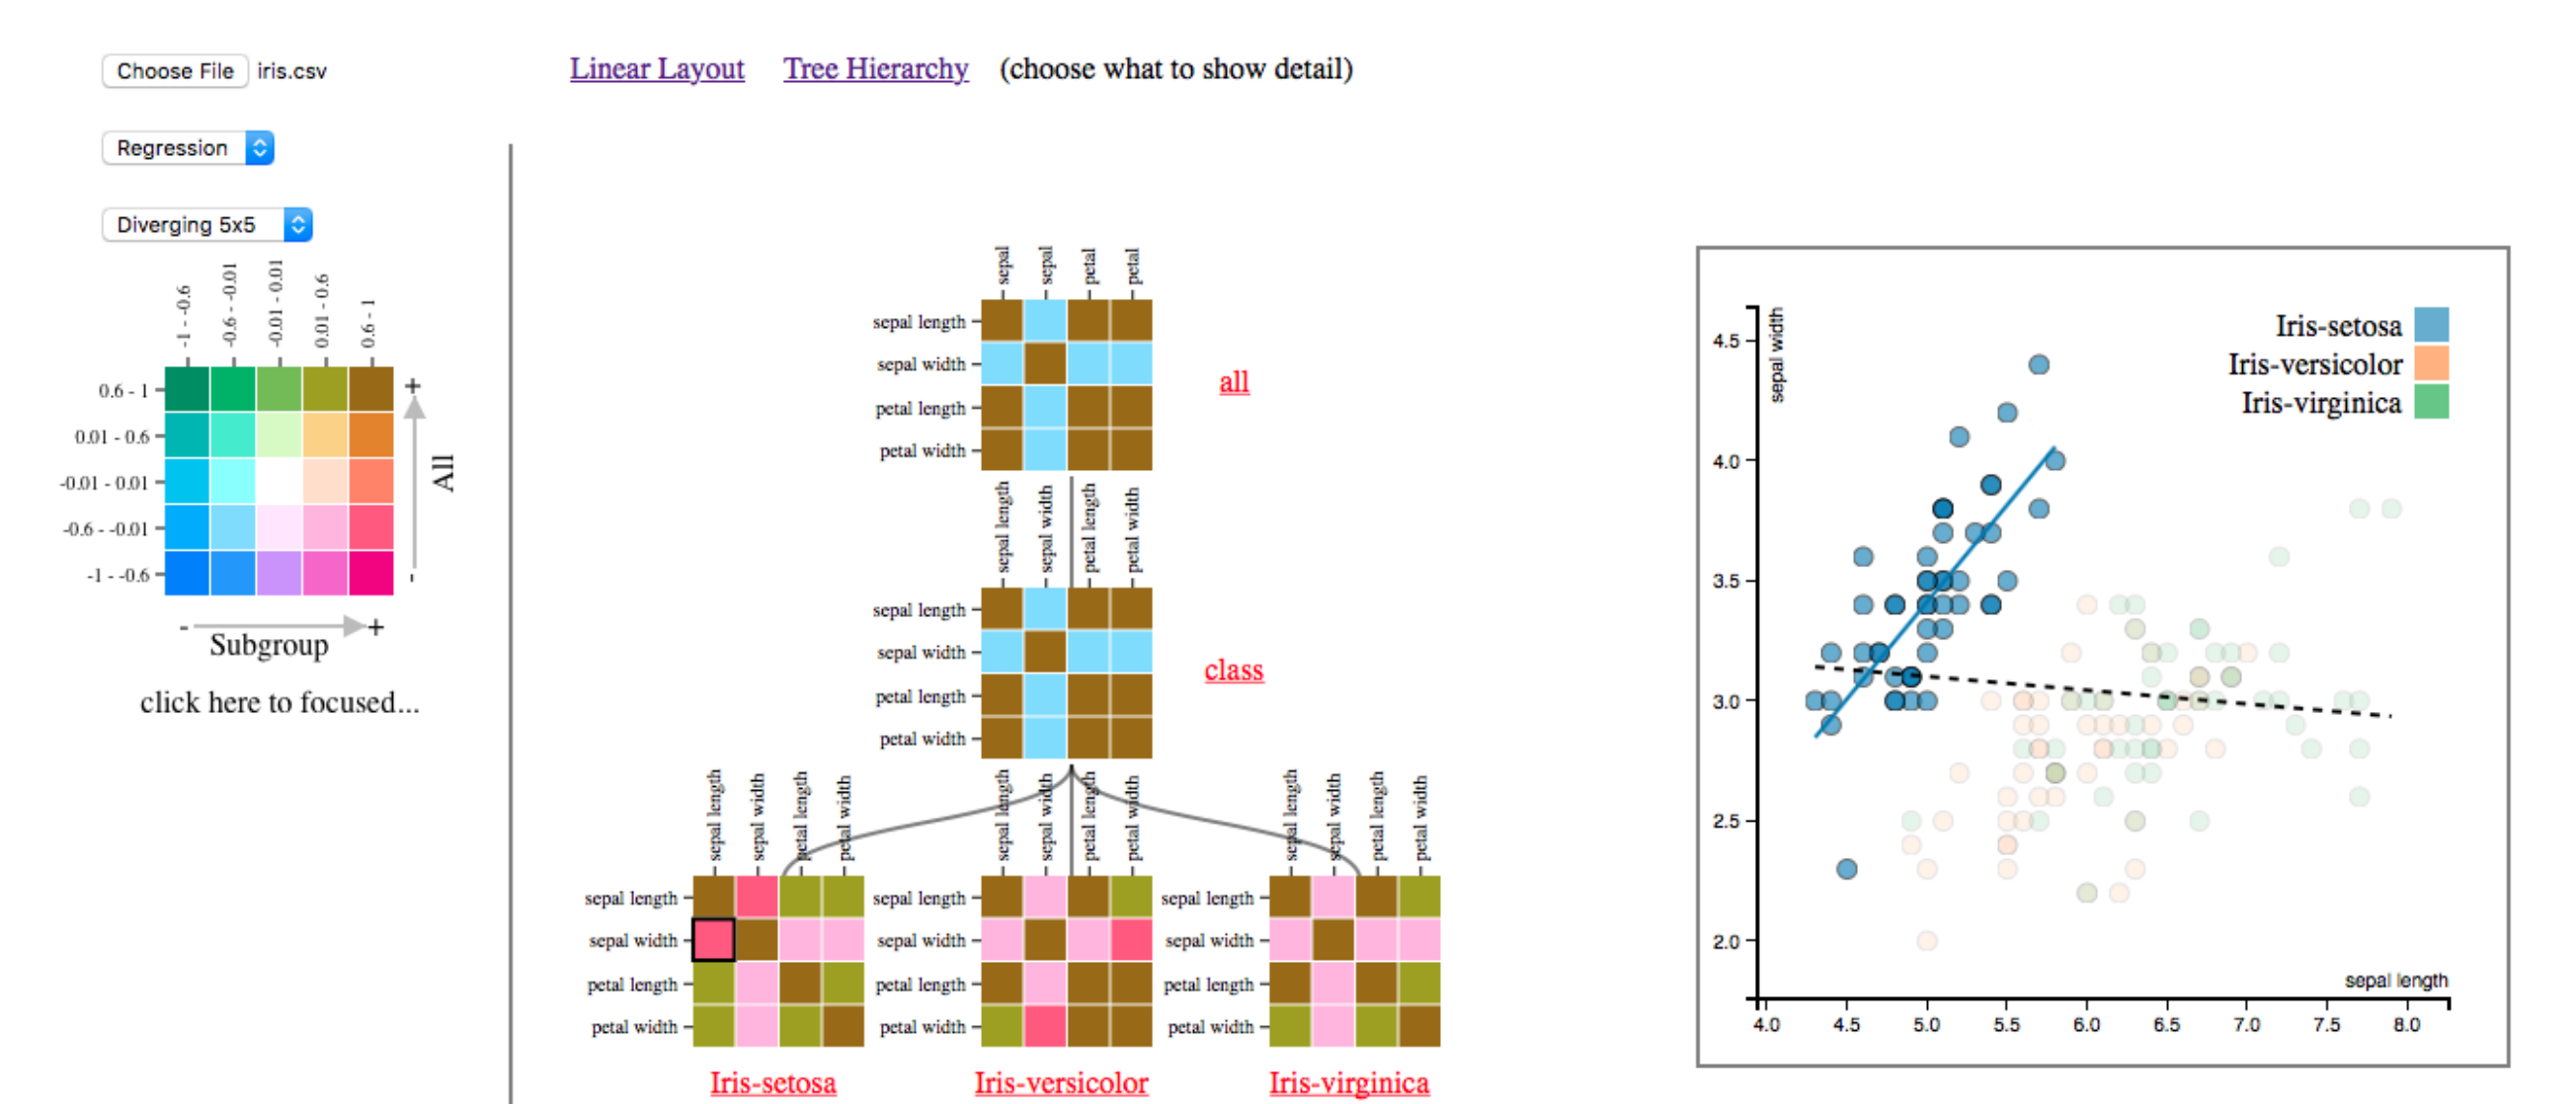 Choose File iris.csv
Linear Layout Tree Hierarchy (choose what to show detail)
Regression
Diverging 5x5
-1 - -0.6
-0.6 - -0.01
-0.01 - 0.01
0.01 - 0.6
0.6 - 1
0.6 - 1
0.01 - 0.6
-0.01 - 0.01
-0.6 - -0.01
-1 - -0.6
+
All
-
- +
Subgroup
click here to focused...
sepal
sepal
petal
petal
sepal length
sepal width
petal length
petal width
all
sepal length
sepal width
petal length
petal width
sepal length
sepal width
petal length
petal width
class
sepal length
sepal width
petal length
petal width
sepal length
sepal width
petal length
petal width
Iris-setosa
sepal length
sepal width
petal length
petal width
sepal length
sepal width
petal length
petal width
Iris-versicolor
sepal length
sepal width
petal length
petal width
sepal length
sepal width
petal length
petal width
Iris-virginica
sepal width
4.5
4.0
3.5
3.0
2.5
2.0
Iris-setosa
Iris-versicolor
Iris-virginica
sepal length
4.0 4.5 5.0 5.5 6.0 6.5 7.0 7.5 8.0